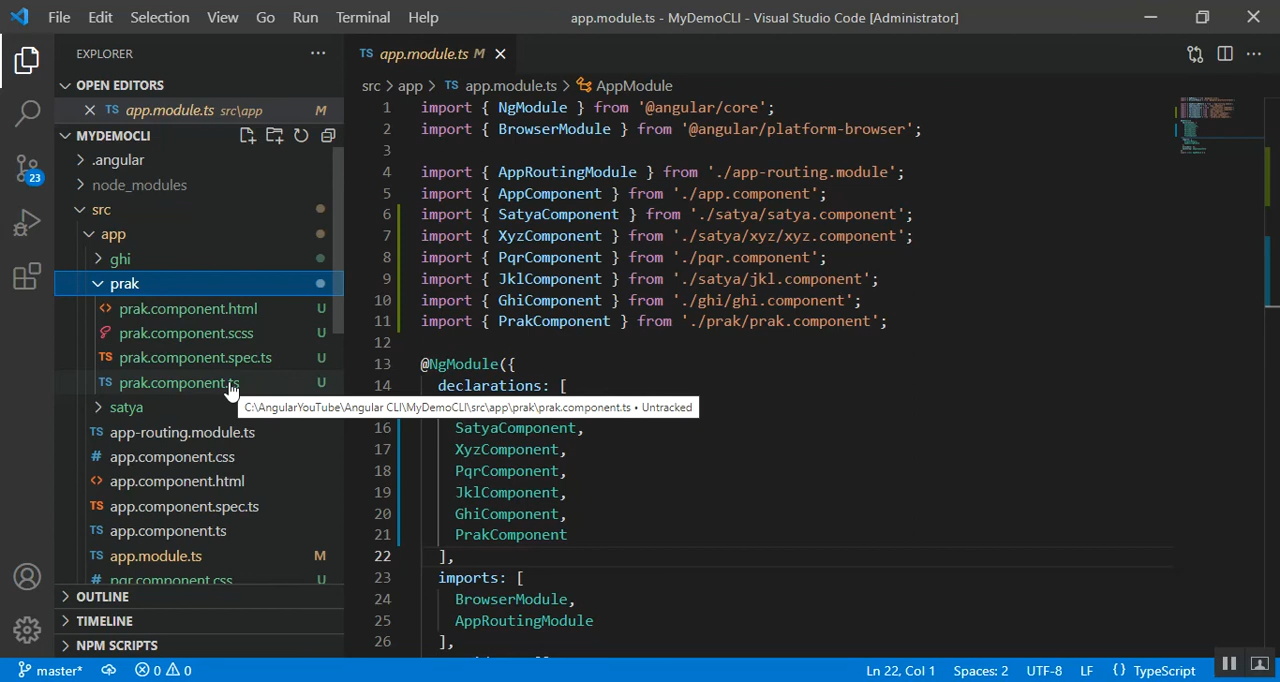 File Edit Selection View Go Run Terminal Help
app.module.ts - MyDemoCLI - Visual Studio Code [Administrator]
EXPLORER
OPEN EDITORS
TS app.module.ts src\app M
MYDEMOCLI
.angular
node_modules
src
app
ghi
prak
prak.component.html U
prak.component.scss U
TS prak.component.spec.ts U
TS prak.component.ts U
satya
TS app-routing.module.ts
# app.component.css
<> app.component.html
TS app.component.spec.ts
TS app.component.ts
TS app.module.ts M
# pqr.component.css U
OUTLINE
TIMELINE
NPM SCRIPTS
23
TS app.module.ts M
src > app > TS app.module.ts > AppModule
1 import { NgModule } from '@angular/core';
2 import { BrowserModule } from '@angular/platform-browser';
3
4 import { AppRoutingModule } from './app-routing.module';
5 import { AppComponent } from './app.component';
6 import { SatyaComponent } from './satya/satya.component';
7 import { XyzComponent } from './satya/xyz/xyz.component';
8 import { PqrComponent } from './pqr.component';
9 import { JklComponent } from './satya/jkl.component';
10 import { GhiComponent } from './ghi/ghi.component';
11 import { PrakComponent } from './prak/prak.component';
12
13 @NgModule({
14 declarations: [
C:\AngularYouTube\Angular CLI\MyDemoCLI\src\app\prak\prak.component.ts • Untracked
16 SatyaComponent,
17 XyzComponent,
18 PqrComponent,
19 JklComponent,
20 GhiComponent,
21 PrakComponent
22 ],
23 imports: [
24 BrowserModule,
25 AppRoutingModule
26 ],
master* 0 0
Ln 22, Col 1 Spaces: 2 UTF-8 LF {} TypeScript